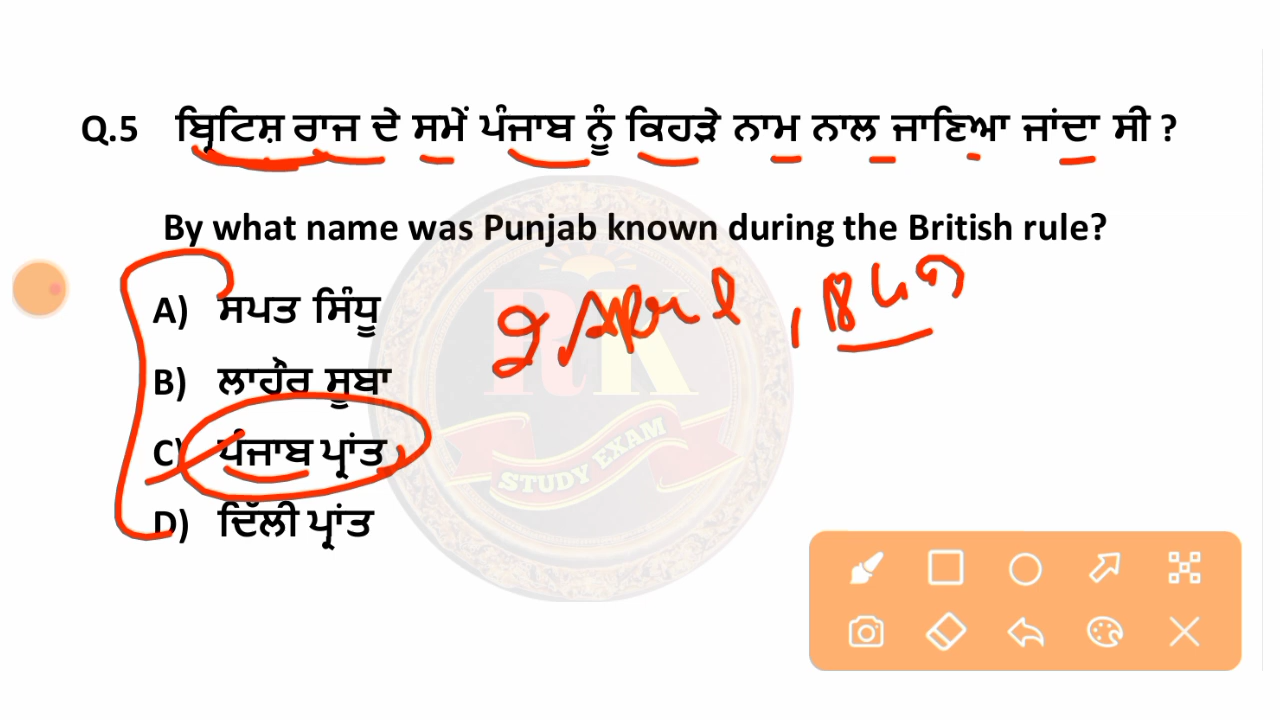 Q.5 ਬ੍ਰਿਟਿਸ਼ ਰਾਜ ਦੇ ਸਮੇਂ ਪੰਜਾਬ ਨੂੰ ਕਿਹੜੇ ਨਾਮ ਨਾਲ ਜਾਣਿਆ ਜਾਂਦਾ ਸੀ ?
By what name was Punjab known during the British rule?
A) ਸਪਤ ਸਿੰਧੂ
2 April, 1849
B) ਲਾਹੌਰ ਸੂਬਾ
C) ਪੰਜਾਬ ਪ੍ਰਾਂਤ
D) ਦਿੱਲੀ ਪ੍ਰਾਂਤ
RK
STUDY EXAM